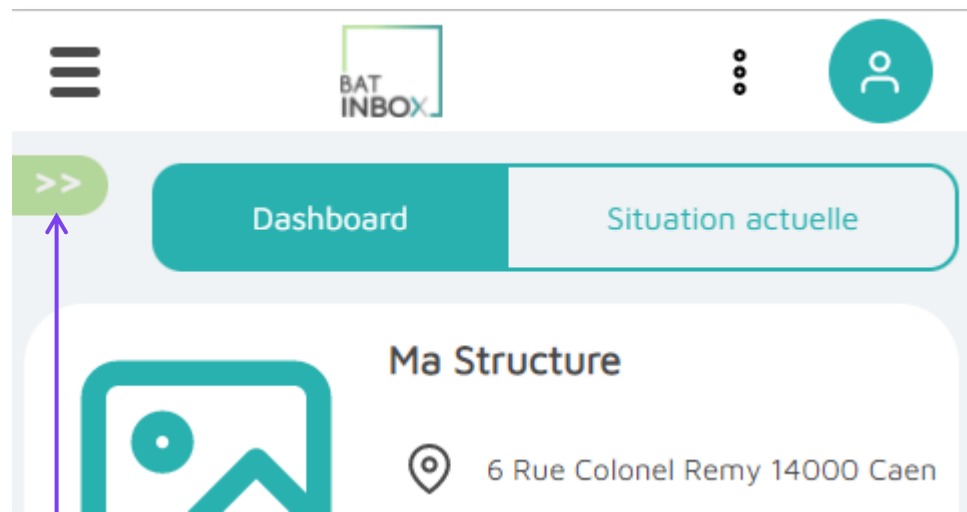 BAT
INBOX
>>
Dashboard
Situation actuelle
Ma Structure
6 Rue Colonel Remy 14000 Caen